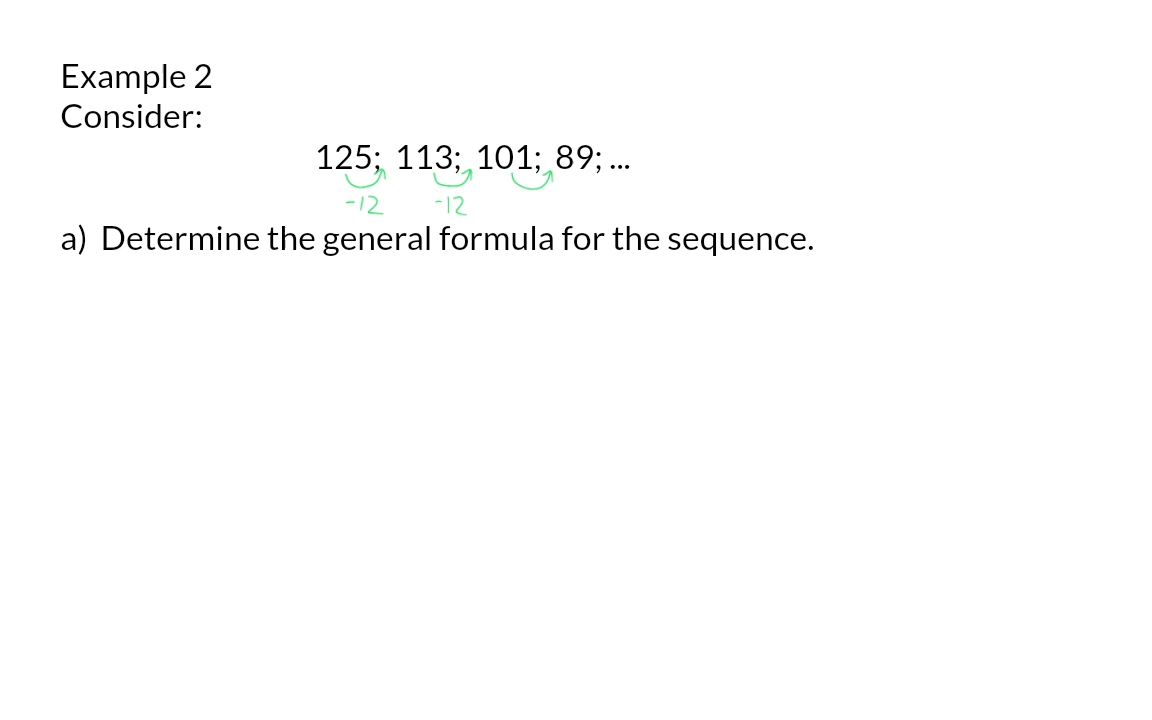 Example 2
Consider:
125; 113; 101; 89; ...
-12 -12
a) Determine the general formula for the sequence.